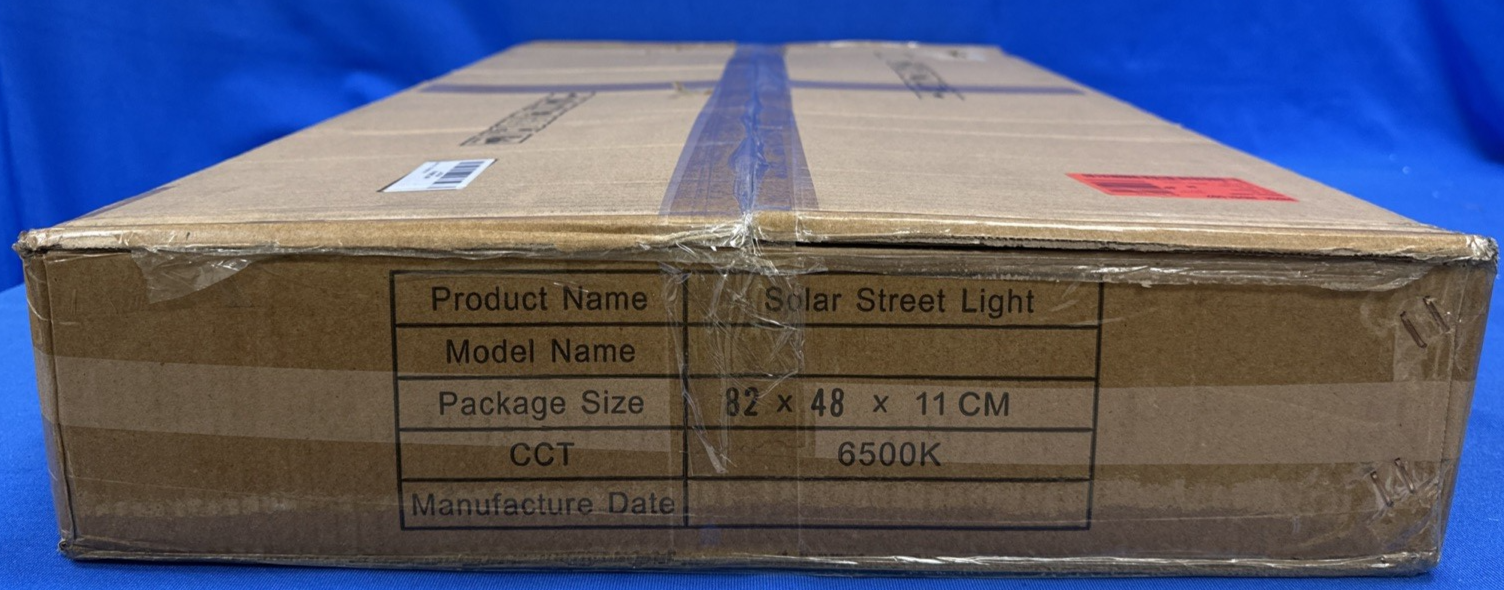 Product Name Solar Street Light
Model Name
Package Size 82 x 48 x 11 CM
CCT 6500K
Manufacture Date